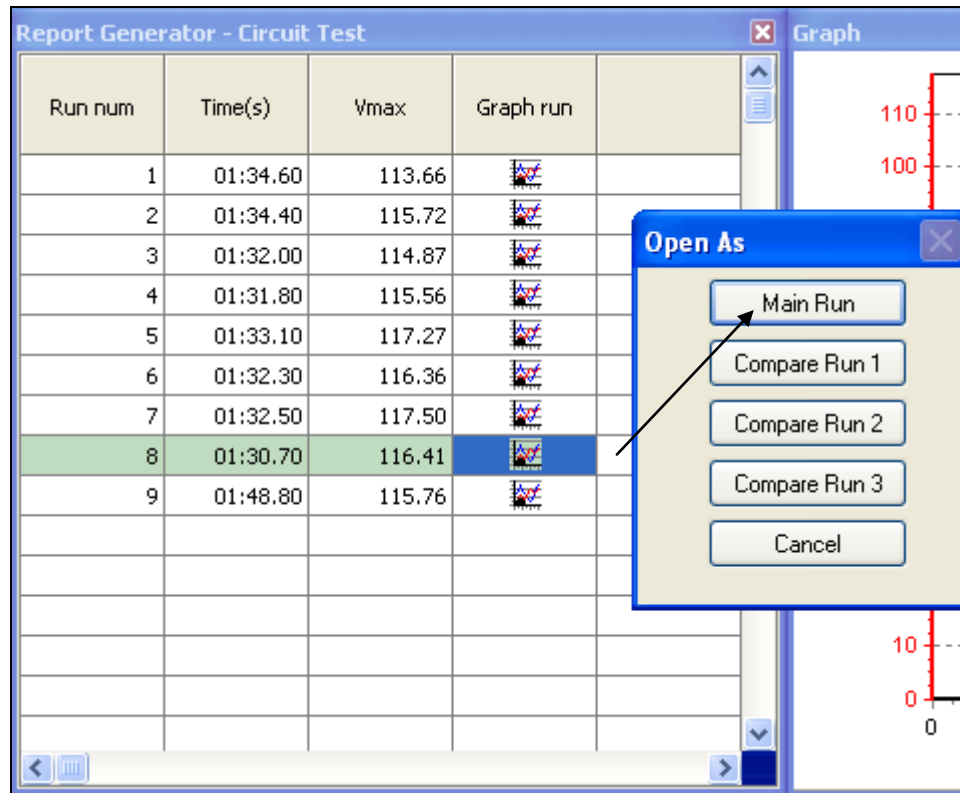 Report Generator - Circuit Test
Run num Time(s) Vmax Graph run
1 01:34.60 113.66
2 01:34.40 115.72
3 01:32.00 114.87
4 01:31.80 115.56
5 01:33.10 117.27
6 01:32.30 116.36
7 01:32.50 117.50
8 01:30.70 116.41
9 01:48.80 115.76
Graph
110
100
Open As
Main Run
Compare Run 1
Compare Run 2
Compare Run 3
Cancel
10
0
0